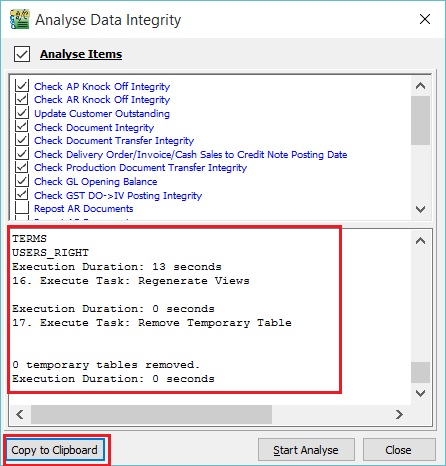 Analyse Data Integrity
Analyse Items
Check AP Knock Off Integrity
Check AR Knock Off Integrity
Update Customer Outstanding
Check Document Integrity
Check Document Transfer Integrity
Check Delivery Order/Invoice/Cash Sales to Credit Note Posting Date
Check Production Document Transfer Integrity
Check GL Opening Balance
Check GST DO->IV Posting Integrity
Repost AR Documents
TERMS
USERS_RIGHT
Execution Duration: 13 seconds
16. Execute Task: Regenerate Views
Execution Duration: 0 seconds
17. Execute Task: Remove Temporary Table
0 temporary tables removed.
Execution Duration: 0 seconds
Copy to Clipboard
Start Analyse
Close